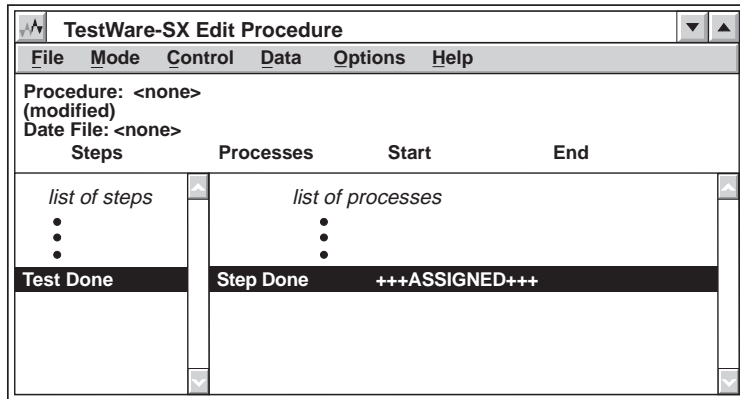 TestWare-SX Edit Procedure
File Mode Control Data Options Help
Procedure: <none>
(modified)
Date File: <none>
Steps Processes Start End
list of steps list of processes
Test Done Step Done +++ASSIGNED+++